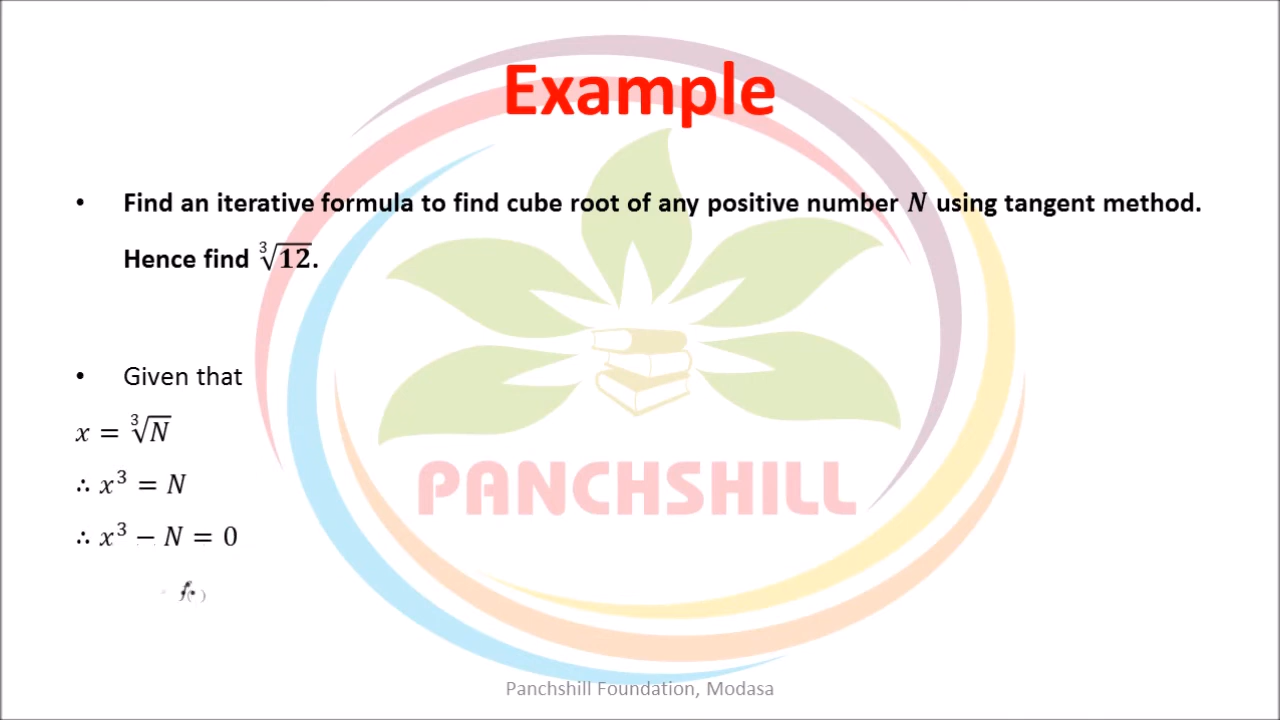 Example
• Find an iterative formula to find cube root of any positive number N using tangent method.
Hence find ∛12.
• Given that
x = ∛N
∴ x³ = N
∴ x³ − N = 0
PANCHSHILL
Panchshill Foundation, Modasa